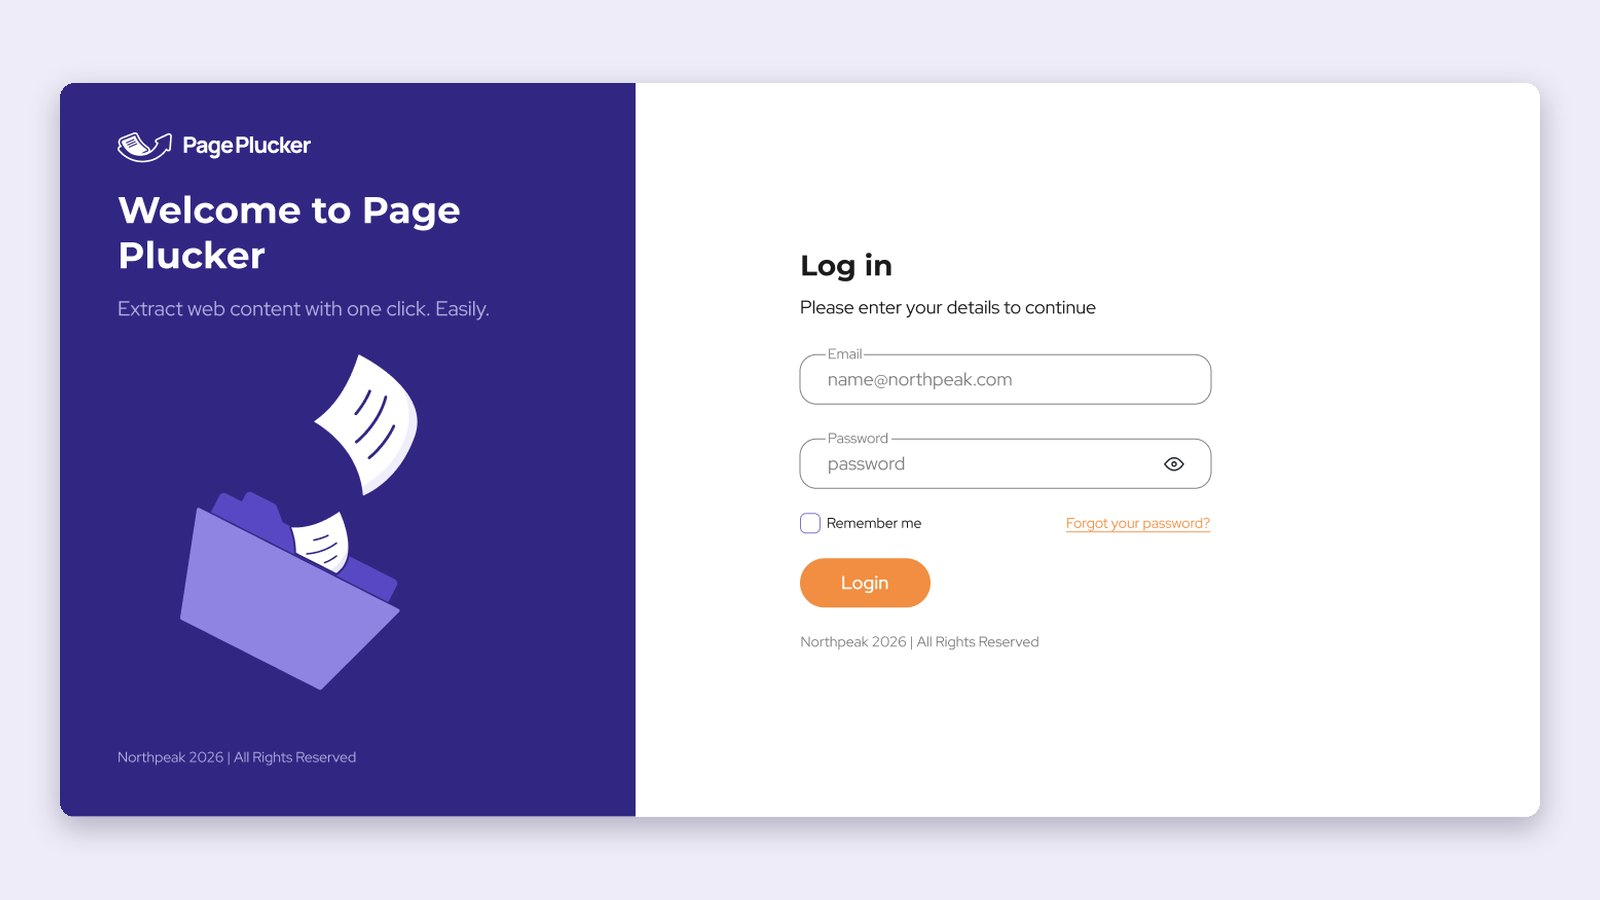 PagePlucker
Welcome to Page
Plucker
Extract web content with one click. Easily.
Northpeak 2026 | All Rights Reserved
Log in
Please enter your details to continue
Email
name@northpeak.com
Password
password
Remember me
Forgot your password?
Login
Northpeak 2026 | All Rights Reserved